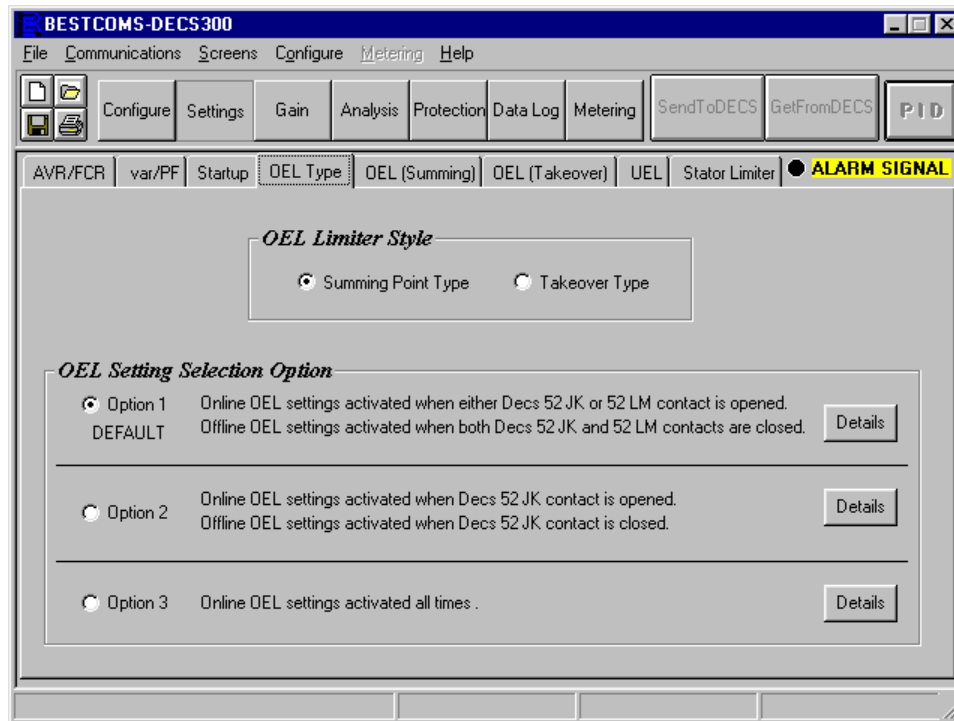 BESTCOMS-DECS300
File Communications Screens Configure Metering Help
Configure Settings Gain Analysis Protection Data Log Metering SendToDECS GetFromDECS PID
AVR/FCR var/PF Startup OEL Type OEL (Summing) OEL (Takeover) UEL Stator Limiter ALARM SIGNAL
OEL Limiter Style
Summing Point Type Takeover Type
OEL Setting Selection Option
Option 1 Online OEL settings activated when either Decs 52 JK or 52 LM contact is opened.
DEFAULT Offline OEL settings activated when both Decs 52 JK and 52 LM contacts are closed. Details
Option 2 Online OEL settings activated when Decs 52 JK contact is opened.
Offline OEL settings activated when Decs 52 JK contact is closed. Details
Option 3 Online OEL settings activated all times . Details